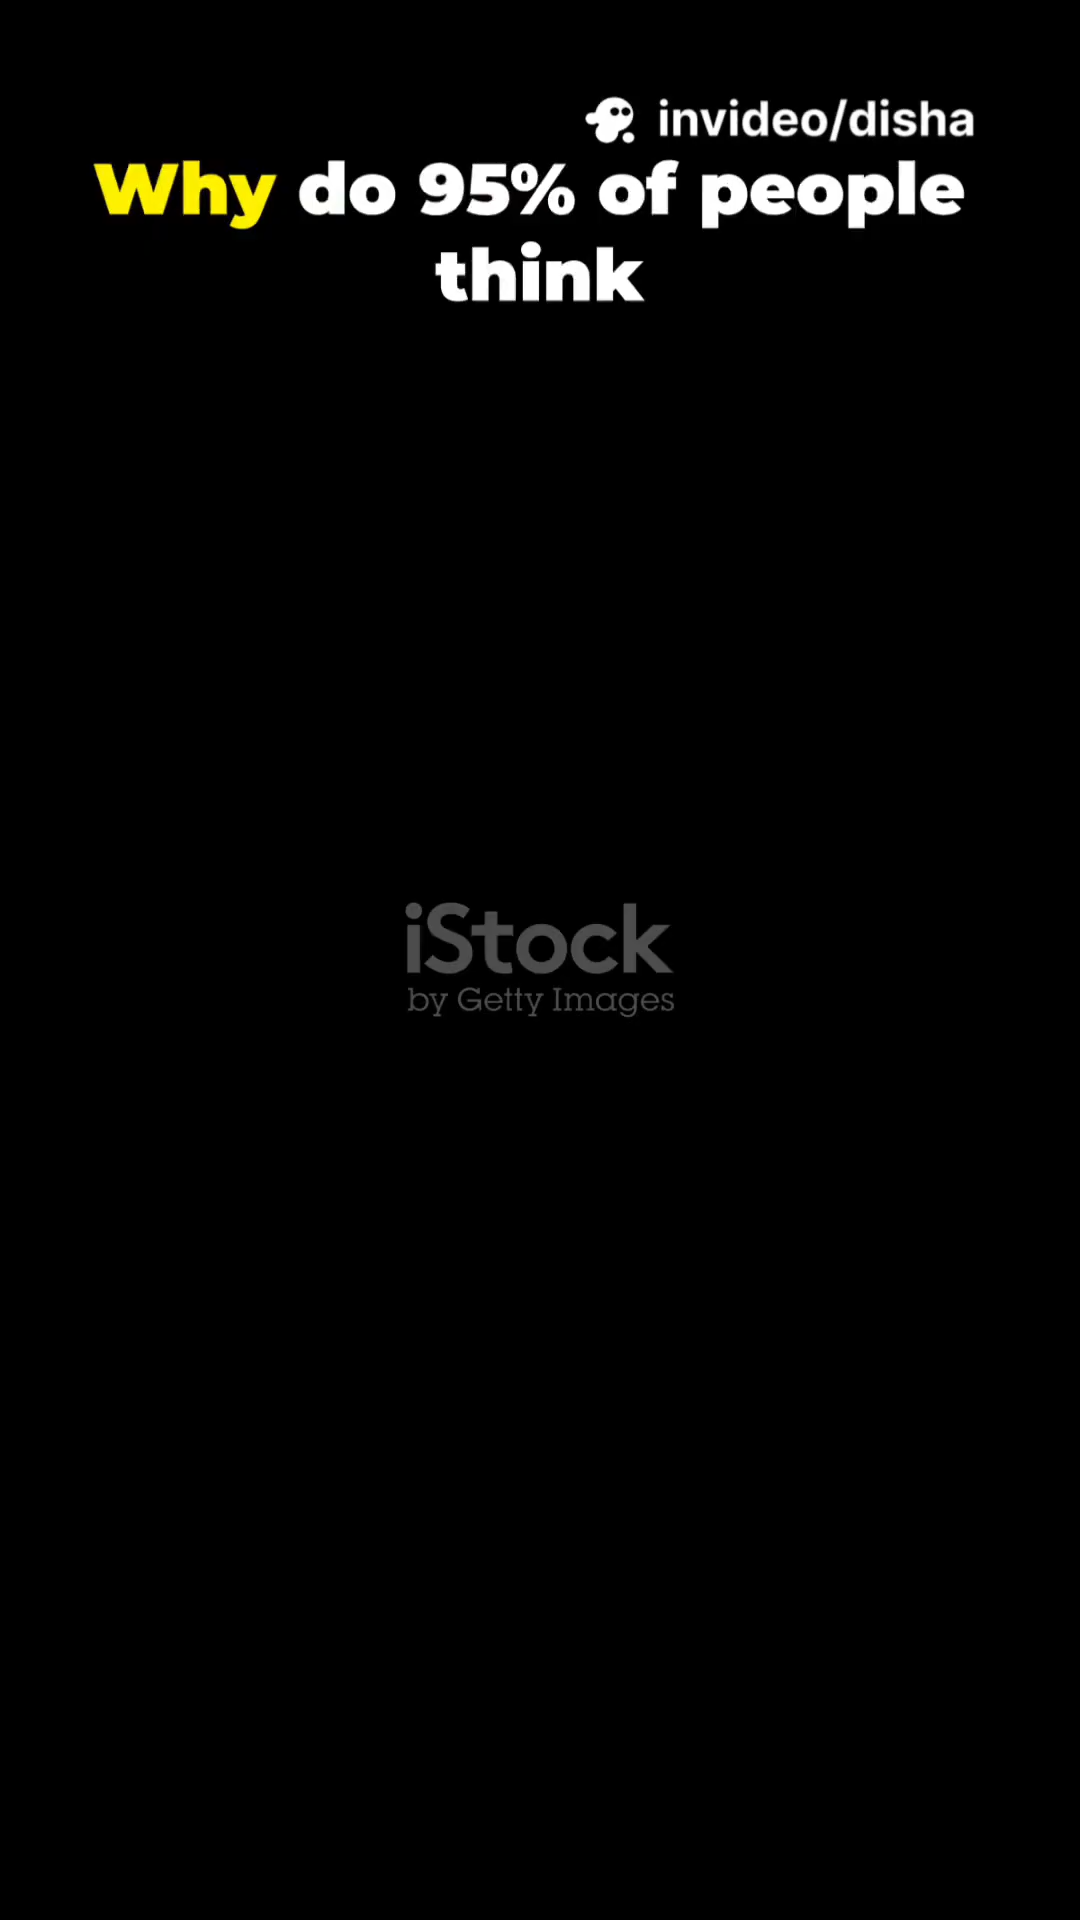 invideo/disha
Why do 95% of people
think
iStock
by Getty Images